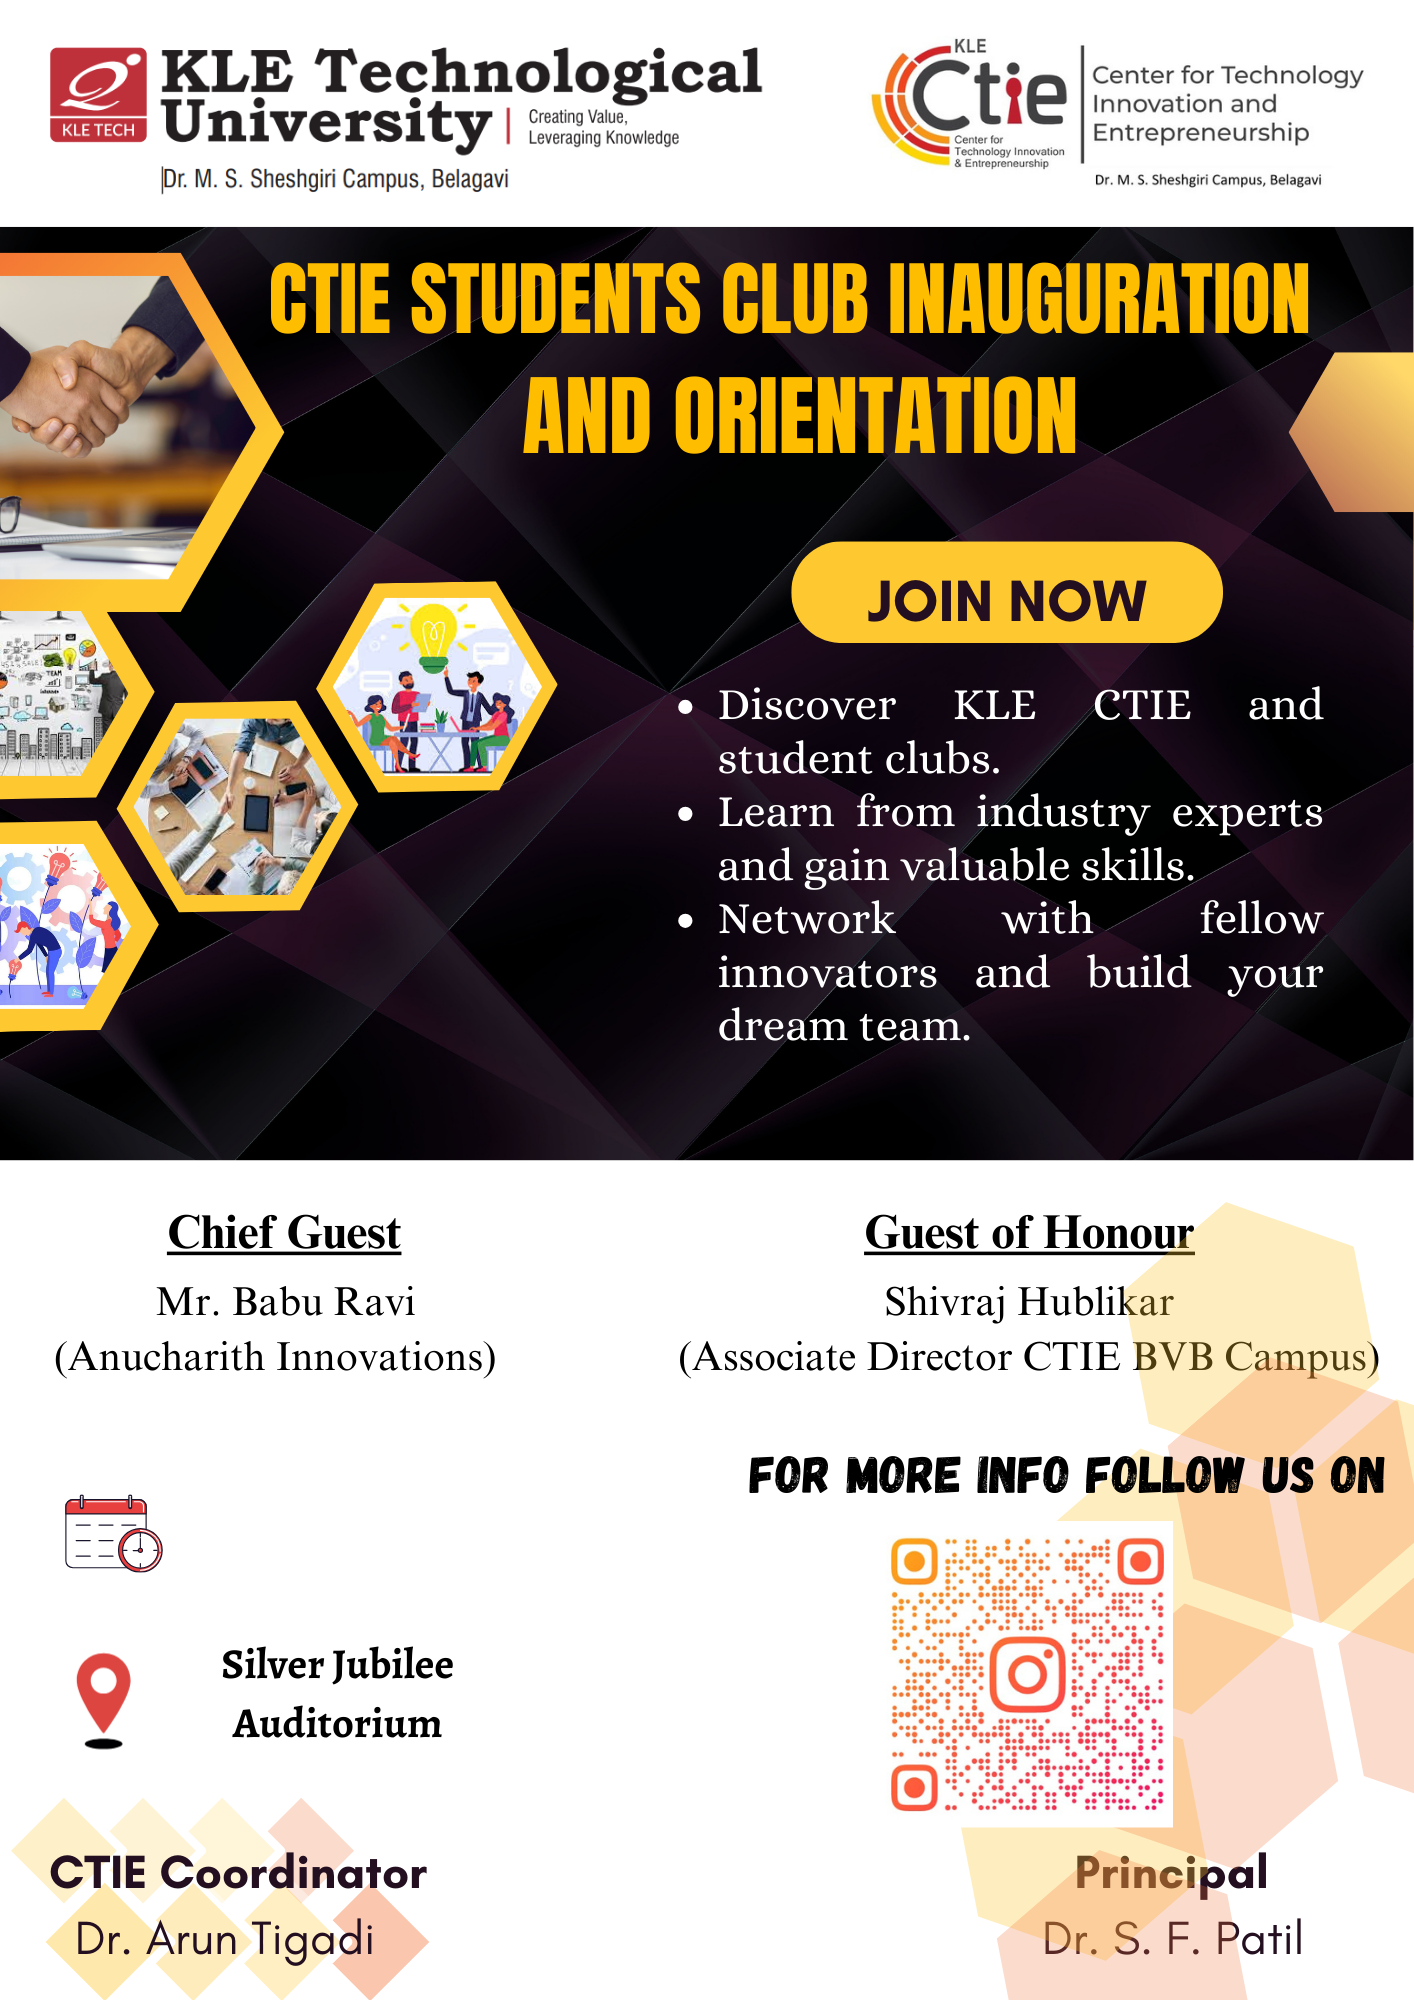 KLE Technological
University
Creating Value,
Leveraging Knowledge
KLE TECH
Dr. M. S. Sheshgiri Campus, Belagavi
KLE
Ctie
Center for
Technology Innovation
& Entrepreneurship
Center for Technology
Innovation and
Entrepreneurship
Dr. M. S. Sheshgiri Campus, Belagavi
CTIE STUDENTS CLUB INAUGURATION
AND ORIENTATION
JOIN NOW
TEAM
• Discover KLE CTIE and
student clubs.
• Learn from industry experts
and gain valuable skills.
• Network with fellow
innovators and build your
dream team.
Chief Guest
Mr. Babu Ravi
(Anucharith Innovations)
Guest of Honour
Shivraj Hublikar
(Associate Director CTIE BVB Campus)
FOR MORE INFO FOLLOW US ON
Silver Jubilee
Auditorium
CTIE Coordinator
Dr. Arun Tigadi
Principal
Dr. S. F. Patil